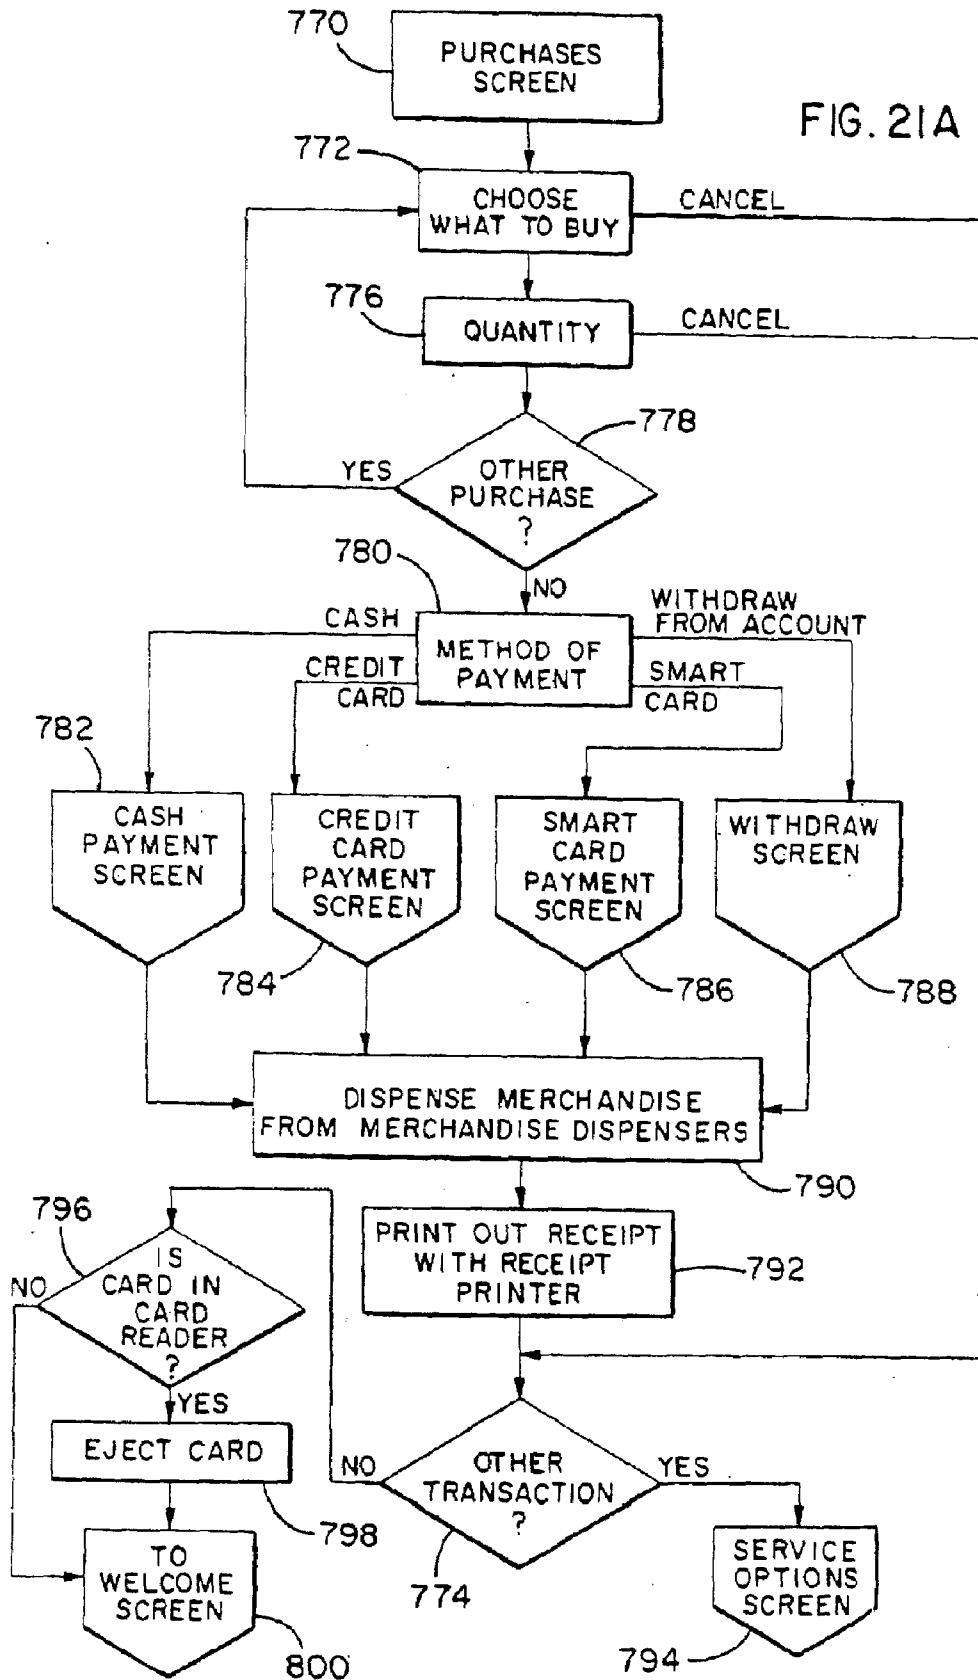 770
PURCHASES
SCREEN
FIG. 21A
772
CHOOSE
WHAT TO BUY
CANCEL
776
QUANTITY
CANCEL
778
YES
OTHER
PURCHASE
?
780
NO
CASH
METHOD OF
PAYMENT
WITHDRAW
FROM ACCOUNT
CREDIT
CARD
SMART
CARD
782
CASH
PAYMENT
SCREEN
CREDIT
CARD
PAYMENT
SCREEN
SMART
CARD
PAYMENT
SCREEN
WITHDRAW
SCREEN
784
786
788
DISPENSE MERCHANDISE
FROM MERCHANDISE DISPENSERS
790
796
PRINT OUT RECEIPT
WITH RECEIPT
PRINTER
792
NO
IS
CARD IN
CARD
READER
?
YES
EJECT CARD
798
NO
OTHER
TRANSACTION
?
YES
774
TO
WELCOME
SCREEN
800
SERVICE
OPTIONS
SCREEN
794